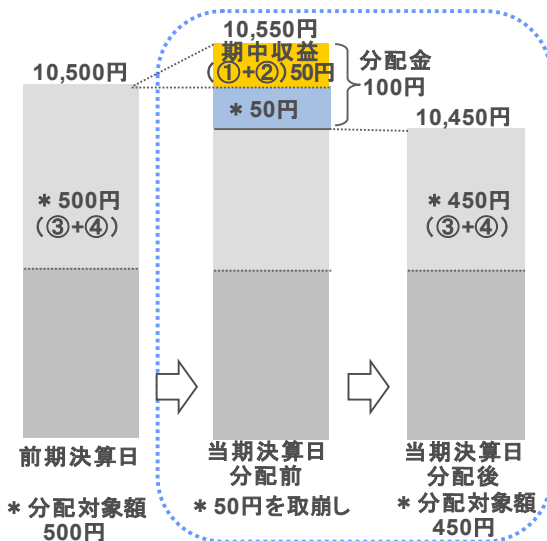 10,550円
期中収益
(①+②)50円
分配金
100円
10,500円
＊50円
10,450円
＊500円
(③+④)
＊450円
(③+④)
前期決算日
当期決算日
分配前
当期決算日
分配後
＊分配対象額
500円
＊50円を取崩し
＊分配対象額
450円